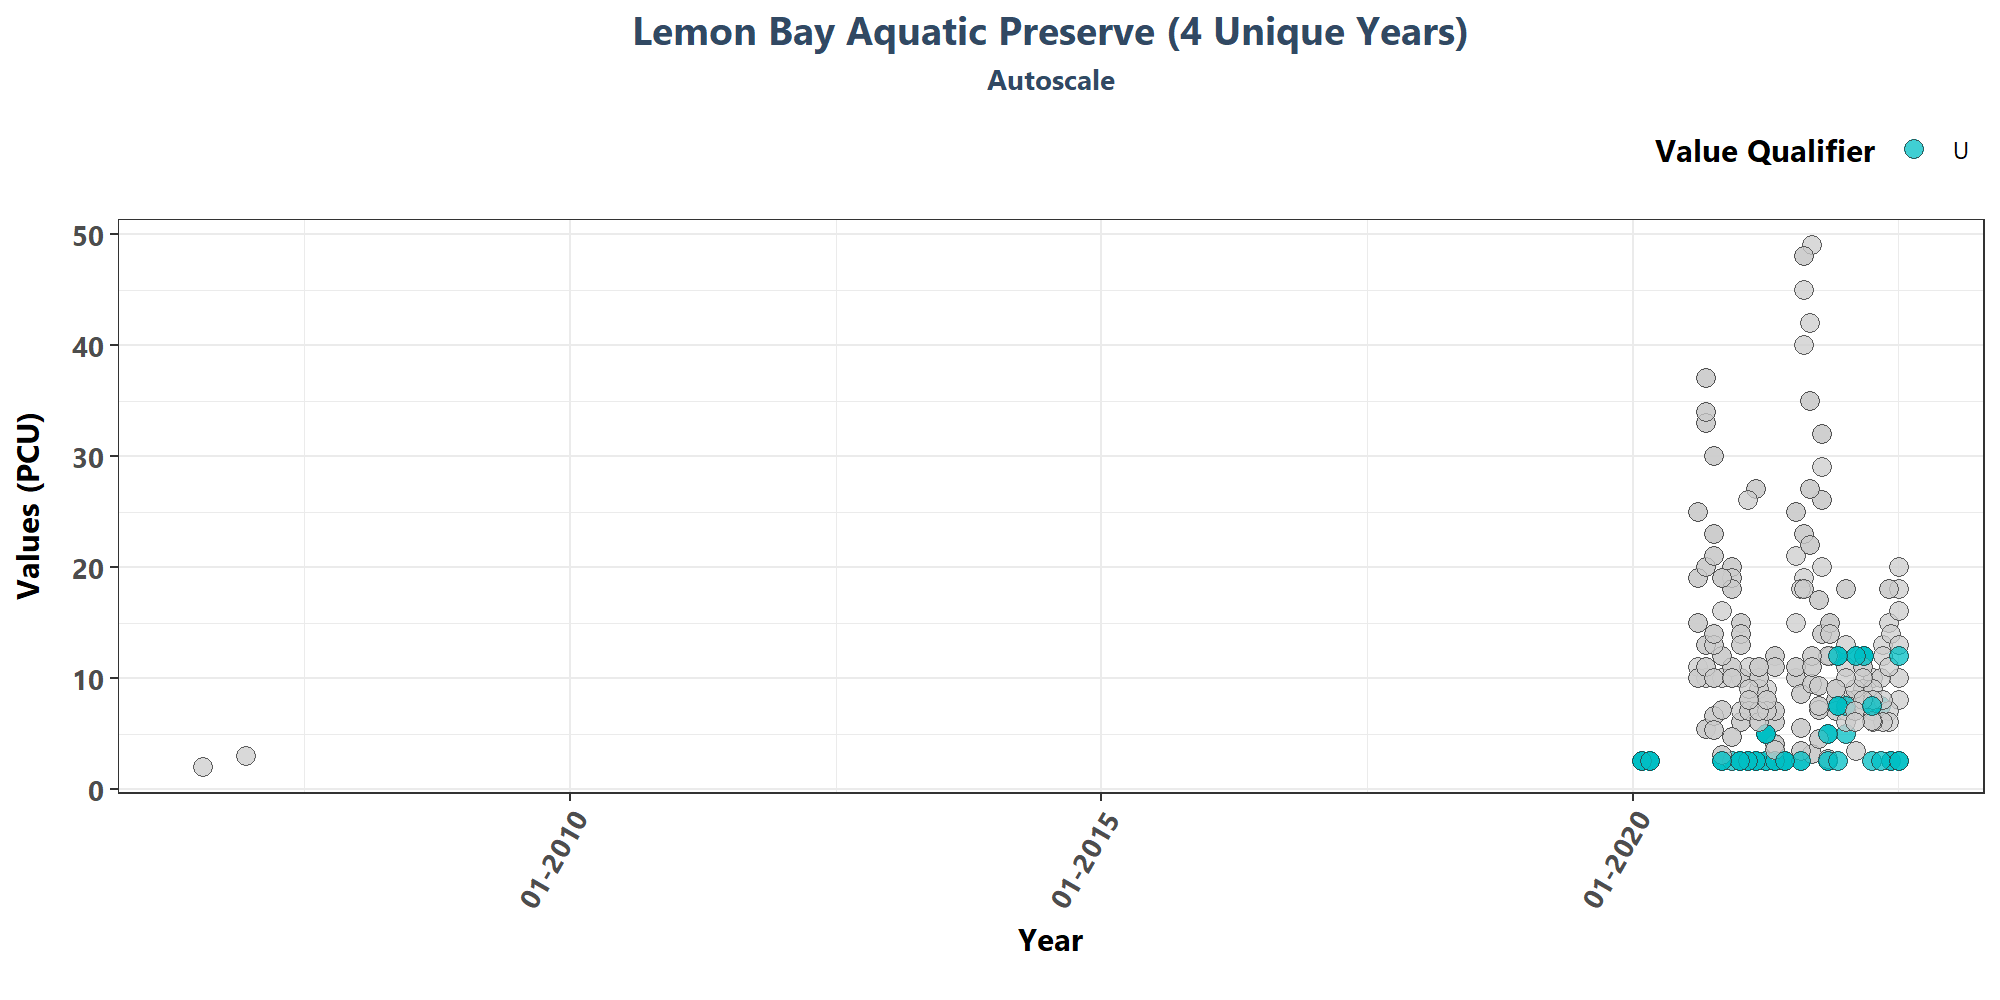 Lemon Bay Aquatic Preserve (4 Unique Years)
Autoscale
Value Qualifier U
Values (PCU)
50
40
30
20
10
0
01-2010
01-2015
01-2020
Year